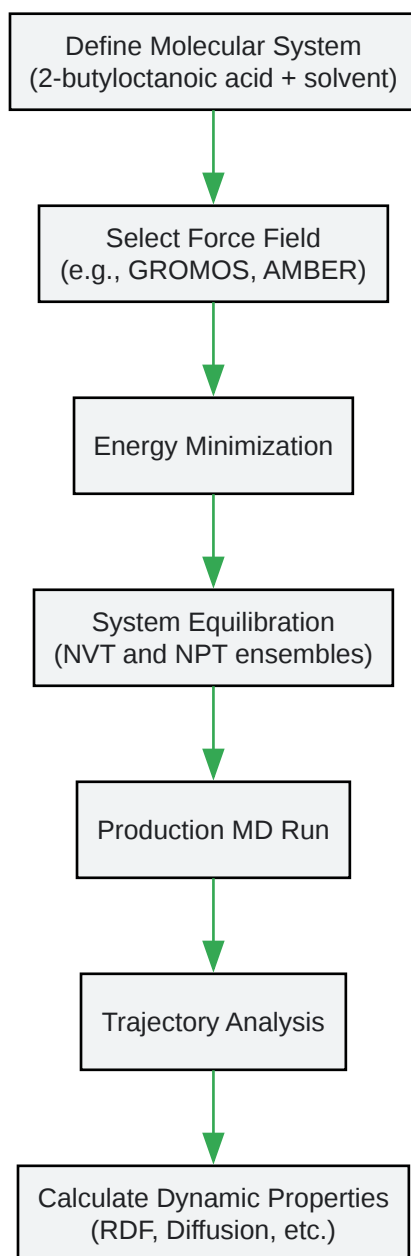 Define Molecular System
(2-butyloctanoic acid + solvent)
Select Force Field
(e.g., GROMOS, AMBER)
Energy Minimization
System Equilibration
(NVT and NPT ensembles)
Production MD Run
Trajectory Analysis
Calculate Dynamic Properties
(RDF, Diffusion, etc.)